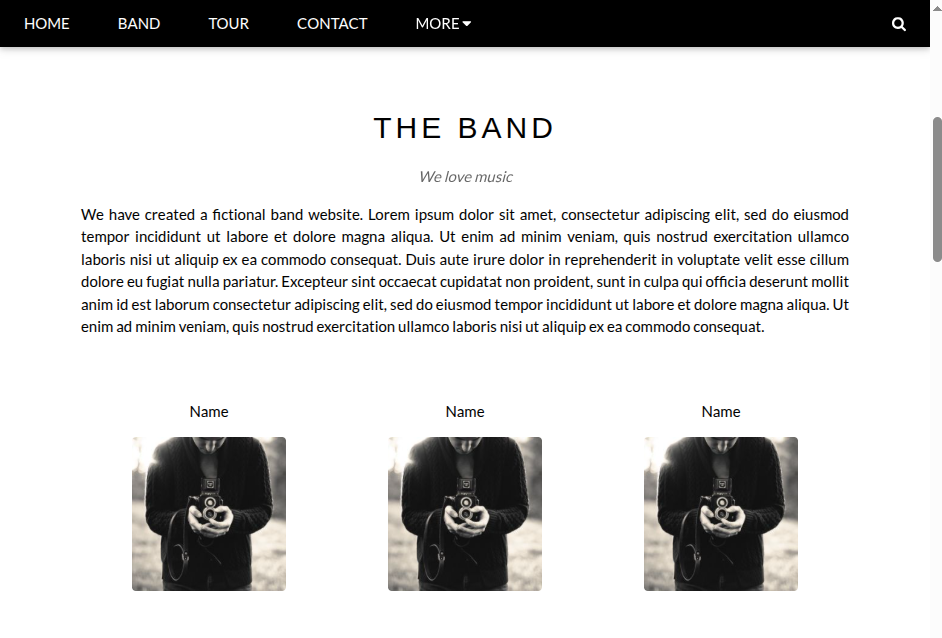 HOME BAND TOUR CONTACT MORE
THE BAND
We love music
We have created a fictional band website. Lorem ipsum dolor sit amet, consectetur adipiscing elit, sed do eiusmod
tempor incididunt ut labore et dolore magna aliqua. Ut enim ad minim veniam, quis nostrud exercitation ullamco
laboris nisi ut aliquip ex ea commodo consequat. Duis aute irure dolor in reprehenderit in voluptate velit esse cillum
dolore eu fugiat nulla pariatur. Excepteur sint occaecat cupidatat non proident, sunt in culpa qui officia deserunt mollit
anim id est laborum consectetur adipiscing elit, sed do eiusmod tempor incididunt ut labore et dolore magna aliqua. Ut
enim ad minim veniam, quis nostrud exercitation ullamco laboris nisi ut aliquip ex ea commodo consequat.
Name Name Name